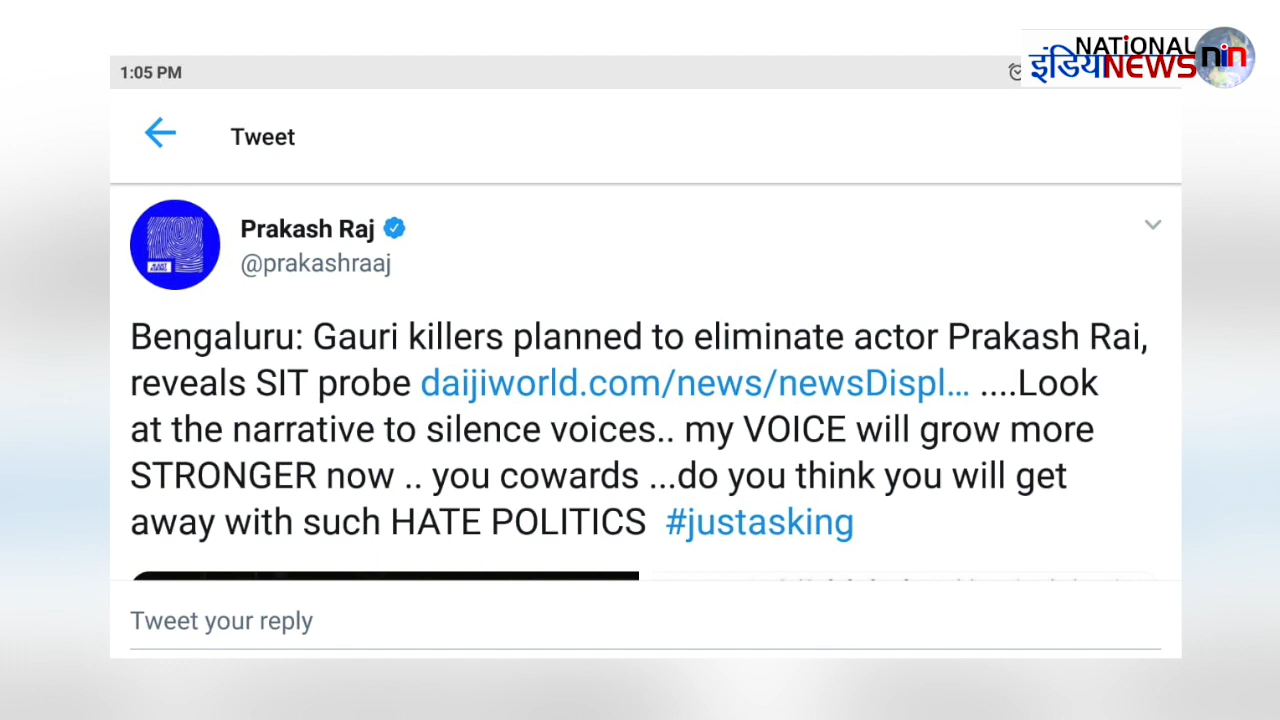 NATiONAL
इंडिया NEWS nin
1:05 PM
Tweet
Prakash Raj
@prakashraaj
Bengaluru: Gauri killers planned to eliminate actor Prakash Rai,
reveals SIT probe daijiworld.com/news/newsDispl… ....Look
at the narrative to silence voices.. my VOICE will grow more
STRONGER now .. you cowards ...do you think you will get
away with such HATE POLITICS #justasking
Tweet your reply